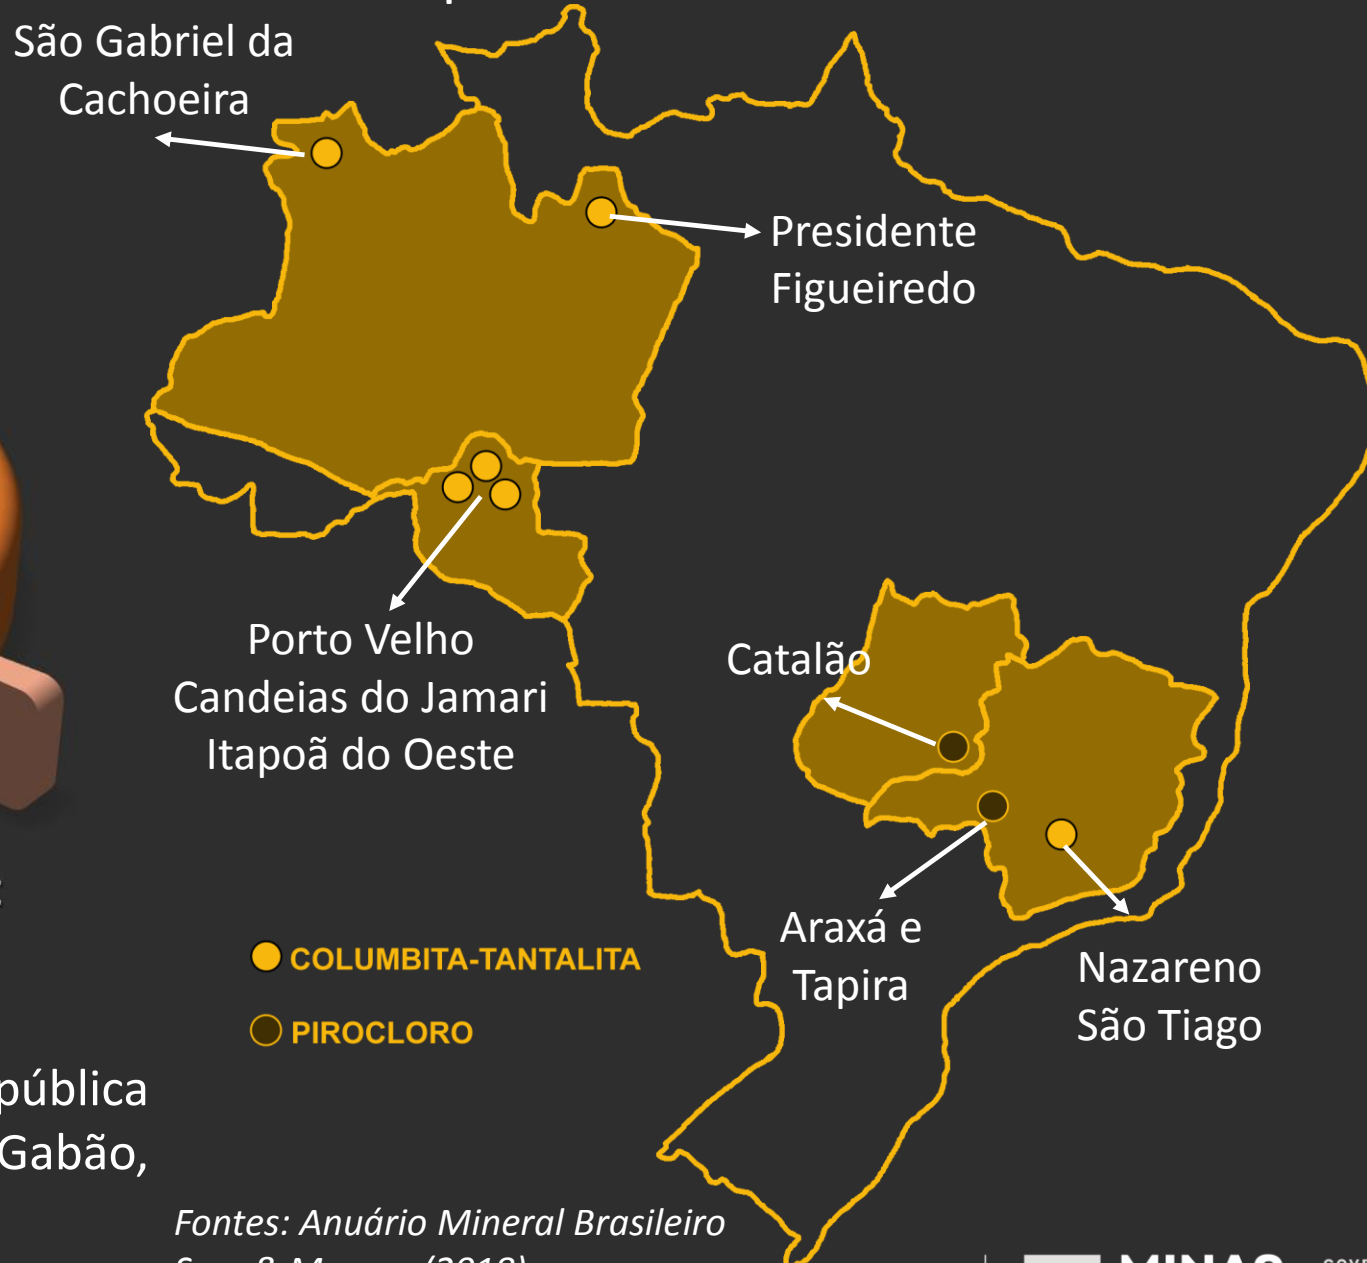 São Gabriel da
Cachoeira
Presidente
Figueiredo
Porto Velho
Candeias do Jamari
Itapoã do Oeste
Catalão
Araxá e
Tapira
Nazareno
São Tiago
COLUMBITA-TANTALITA
PIROCLORO
pública
Gabão,
Fontes: Anuário Mineral Brasileiro
MINAS